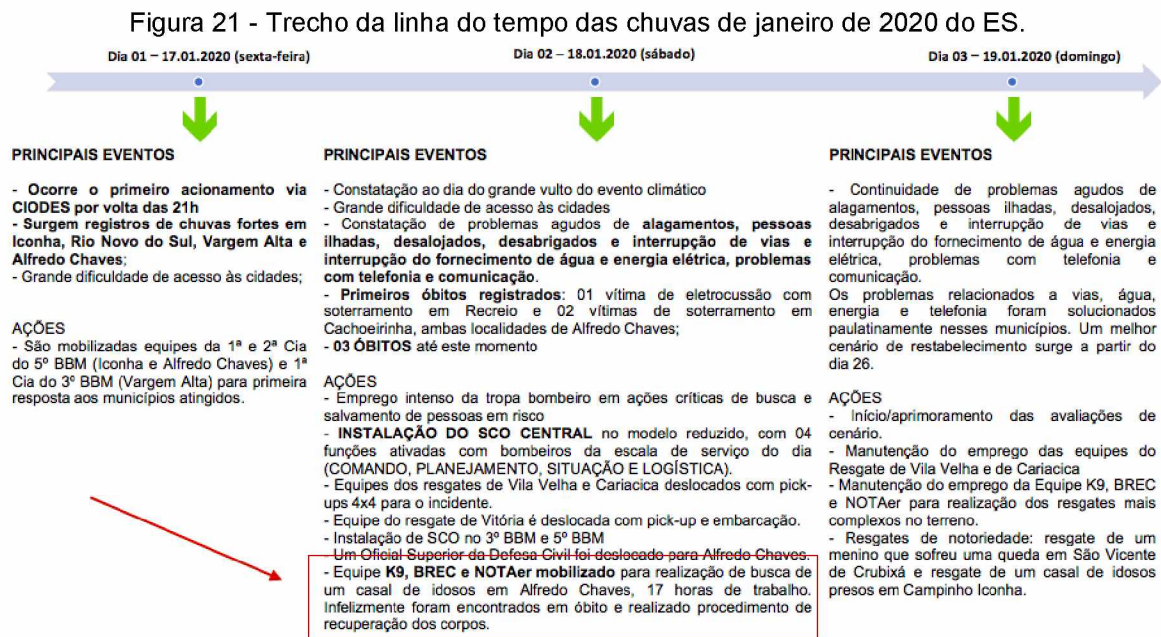 Figura 21 - Trecho da linha do tempo das chuvas de janeiro de 2020 do ES.
Dia 01 – 17.01.2020 (sexta-feira)
Dia 02 – 18.01.2020 (sábado)
Dia 03 – 19.01.2020 (domingo)
PRINCIPAIS EVENTOS
- Ocorre o primeiro acionamento via
CIODES por volta das 21h
- Surgem registros de chuvas fortes em
Iconha, Rio Novo do Sul, Vargem Alta e
Alfredo Chaves;
- Grande dificuldade de acesso às cidades;
AÇÕES
- São mobilizadas equipes da 1ª e 2ª Cia
do 5º BBM (Iconha e Alfredo Chaves) e 1ª
Cia do 3º BBM (Vargem Alta) para primeira
resposta aos municípios atingidos.
PRINCIPAIS EVENTOS
- Constatação ao dia do grande vulto do evento climático
- Grande dificuldade de acesso às cidades
- Constatação de problemas agudos de alagamentos, pessoas
ilhadas, desalojados, desabrigados e interrupção de vias e
interrupção do fornecimento de água e energia elétrica, problemas
com telefonia e comunicação.
- Primeiros óbitos registrados: 01 vítima de eletrocussão com
soterramento em Recreio e 02 vítimas de soterramento em
Cachoeirinha, ambas localidades de Alfredo Chaves;
- 03 ÓBITOS até este momento
AÇÕES
- Emprego intenso da tropa bombeiro em ações críticas de busca e
salvamento de pessoas em risco
- INSTALAÇÃO DO SCO CENTRAL no modelo reduzido, com 04
funções ativadas com bombeiros da escala de serviço do dia
(COMANDO, PLANEJAMENTO, SITUAÇÃO E LOGÍSTICA).
- Equipes dos resgates de Vila Velha e Cariacica deslocados com pick-
ups 4x4 para o incidente.
- Equipe do resgate de Vitória é deslocada com pick-up e embarcação.
- Instalação de SCO no 3º BBM e 5º BBM
- Um Oficial Superior da Defesa Civil foi deslocado para Alfredo Chaves.
- Equipe K9, BREC e NOTAer mobilizado para realização de busca de
um casal de idosos em Alfredo Chaves, 17 horas de trabalho.
Infelizmente foram encontrados em óbito e realizado procedimento de
recuperação dos corpos.
PRINCIPAIS EVENTOS
- Continuidade de problemas agudos de
alagamentos, pessoas ilhadas, desalojados,
desabrigados e interrupção de vias e
interrupção do fornecimento de água e energia
elétrica, problemas com telefonia e
comunicação.
Os problemas relacionados a vias, água,
energia e telefonia foram solucionados
paulatinamente nesses municípios. Um melhor
cenário de restabelecimento surge a partir do
dia 26.
AÇÕES
- Início/aprimoramento das avaliações de
cenário.
- Manutenção do emprego das equipes do
Resgate de Vila Velha e de Cariacica
- Manutenção do emprego da Equipe K9, BREC
e NOTAer para realização dos resgates mais
complexos no terreno.
- Resgates de notoriedade: resgate de um
menino que sofreu uma queda em São Vicente
de Crubixá e resgate de um casal de idosos
presos em Campinho Iconha.